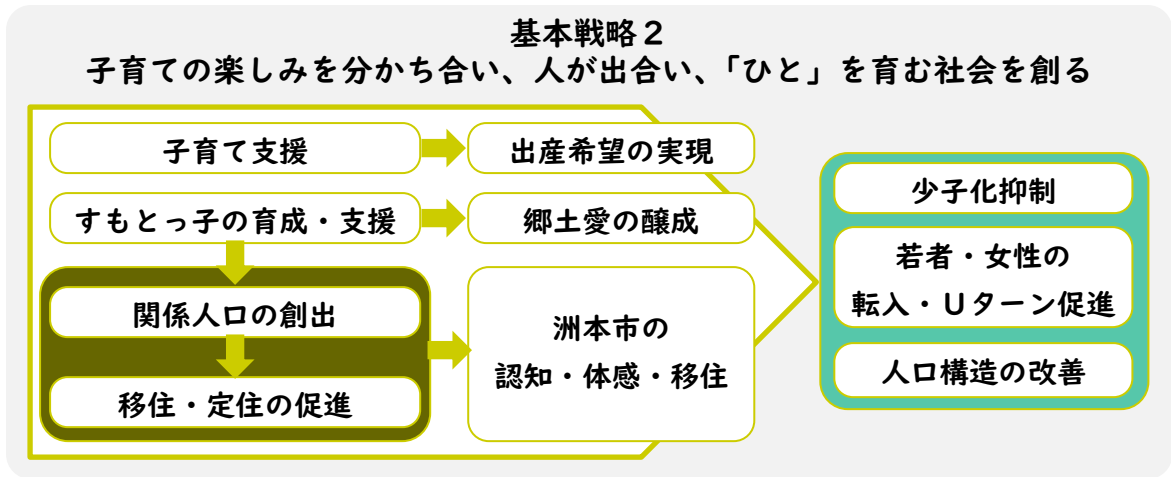 基本戦略２
子育ての楽しみを分かち合い、人が出合い、「ひと」を育む社会を創る
子育て支援
出産希望の実現
すもとっ子の育成・支援
郷土愛の醸成
関係人口の創出
移住・定住の促進
洲本市の
認知・体感・移住
少子化抑制
若者・女性の
転入・Ｕターン促進
人口構造の改善